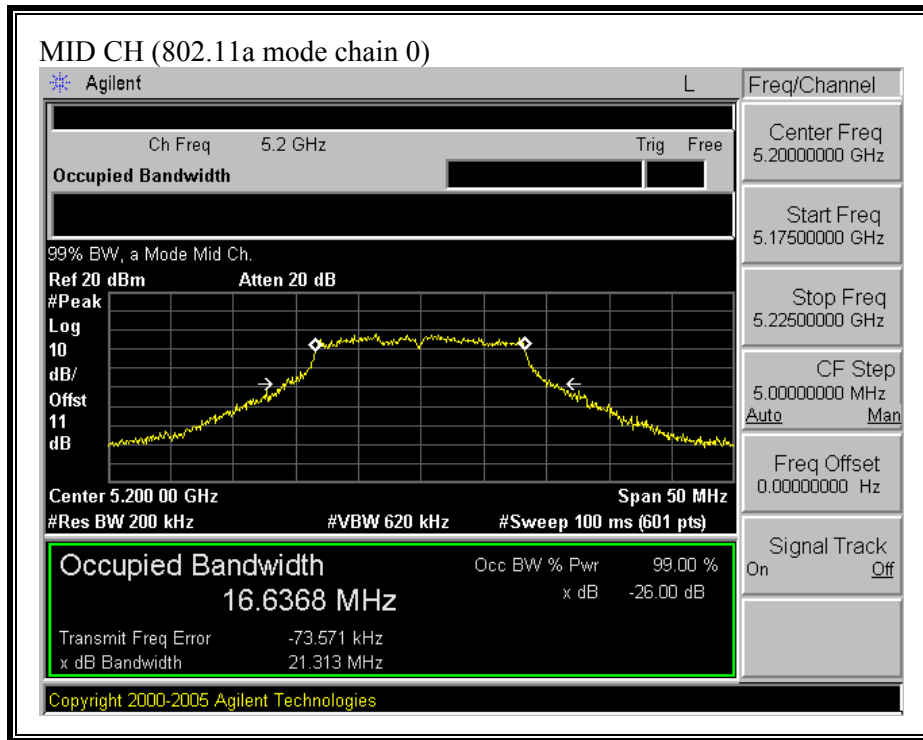 MID CH (802.11a mode chain 0)
Agilent L Freq/Channel
Ch Freq 5.2 GHz Trig Free
Occupied Bandwidth
Center Freq
5.20000000 GHz
Start Freq
5.17500000 GHz
Stop Freq
5.22500000 GHz
CF Step
5.00000000 MHz
Auto Man
Freq Offset
0.00000000 Hz
Signal Track
On Off
99% BW, a Mode Mid Ch.
Ref 20 dBm Atten 20 dB
#Peak
Log
10
dB/
Offst
11
dB
Center 5.200 00 GHz Span 50 MHz
#Res BW 200 kHz #VBW 620 kHz #Sweep 100 ms (601 pts)
Occupied Bandwidth Occ BW % Pwr 99.00 %
16.6368 MHz x dB -26.00 dB
Transmit Freq Error -73.571 kHz
x dB Bandwidth 21.313 MHz
Copyright 2000-2005 Agilent Technologies